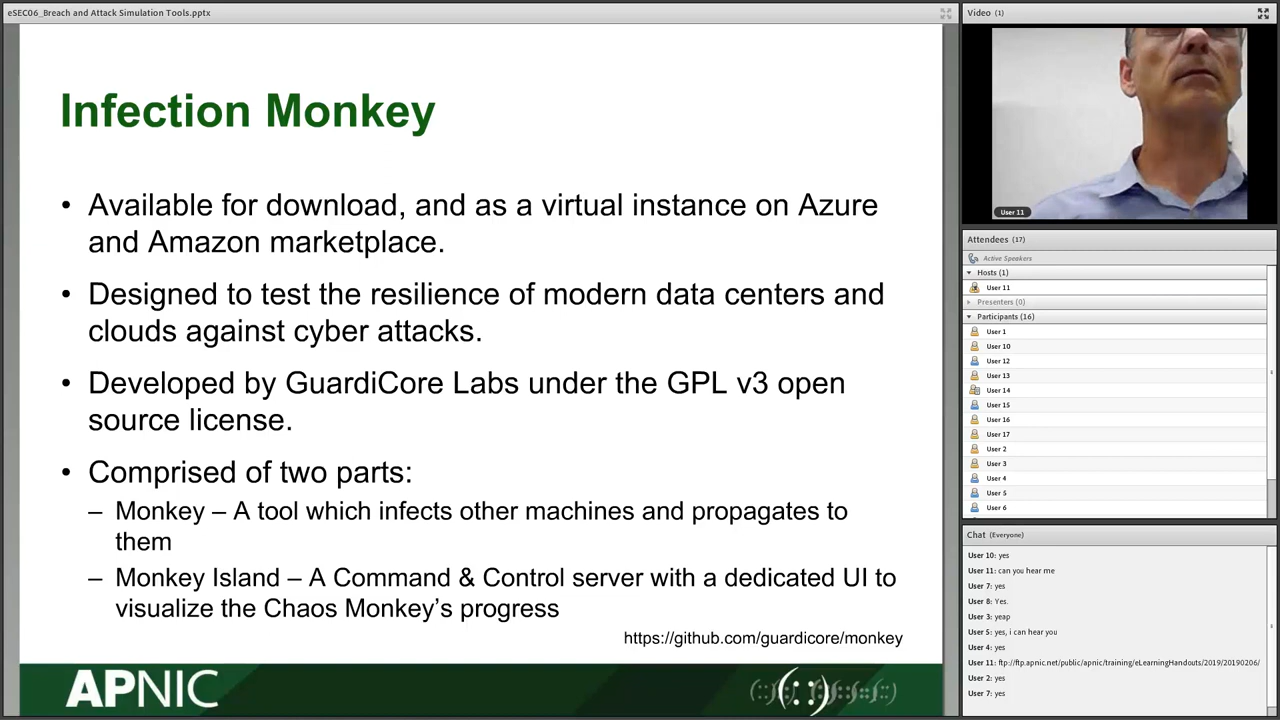 eSEC06_Breach and Attack Simulation Tools.pptx
Infection Monkey
• Available for download, and as a virtual instance on Azure
and Amazon marketplace.
• Designed to test the resilience of modern data centers and
clouds against cyber attacks.
• Developed by GuardiCore Labs under the GPL v3 open
source license.
• Comprised of two parts:
– Monkey – A tool which infects other machines and propagates to
them
– Monkey Island – A Command & Control server with a dedicated UI to
visualize the Chaos Monkey's progress
https://github.com/guardicore/monkey
APNIC
Video (1)
User 11
Attendees (17)
Active Speakers
Hosts (1)
User 11
Presenters (0)
Participants (16)
User 1
User 10
User 12
User 13
User 14
User 15
User 16
User 17
User 2
User 3
User 4
User 5
User 6
Chat (Everyone)
User 10: yes
User 11: can you hear me
User 7: yes
User 8: Yes.
User 3: yeap
User 5: yes, i can hear you
User 4: yes
User 11: ftp://ftp.apnic.net/public/apnic/training/eLearningHandouts/2019/20190206/
User 2: yes
User 7: yes